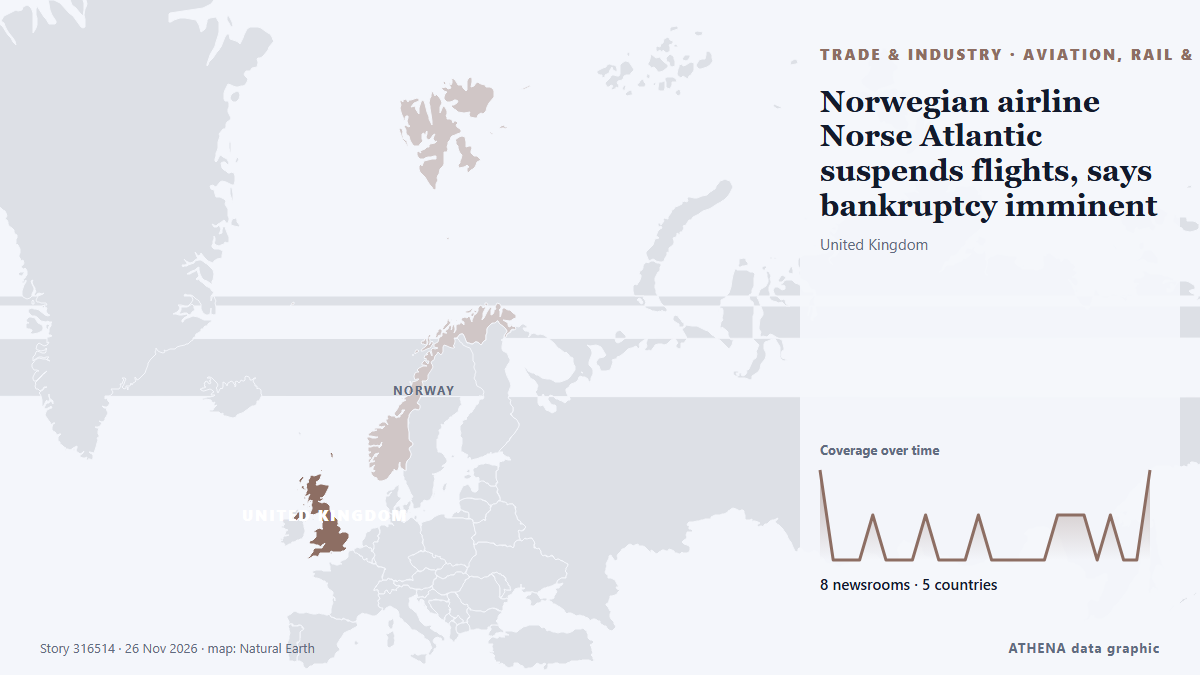 TRADE & INDUSTRY · AVIATION, RAIL &
Norwegian airline
Norse Atlantic
suspends flights, says
bankruptcy imminent
United Kingdom
NORWAY
UNITED KINGDOM
Coverage over time
8 newsrooms · 5 countries
Story 316514 · 26 Nov 2026 · map: Natural Earth
ATHENA data graphic